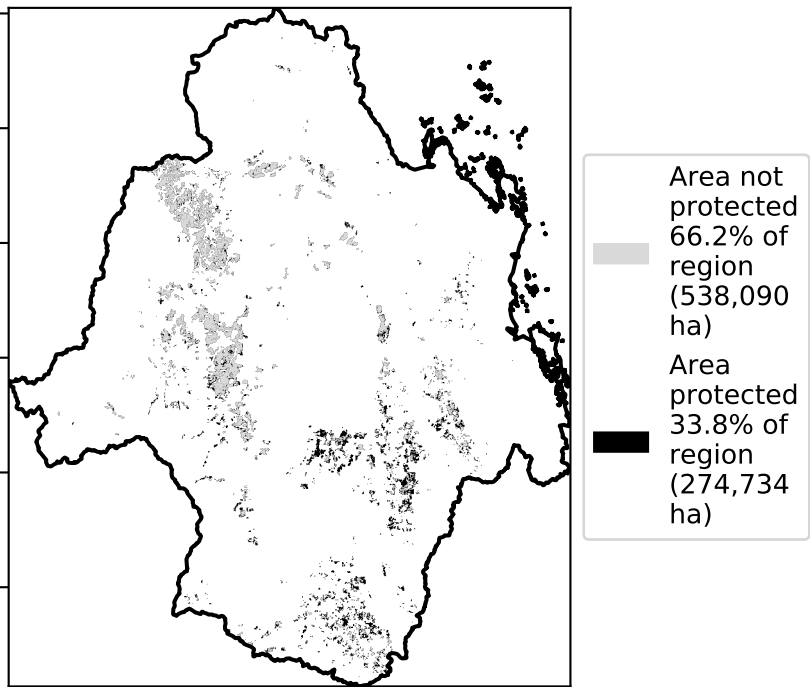 Area not
protected
66.2% of
region
(538,090
ha)
Area
protected
33.8% of
region
(274,734
ha)